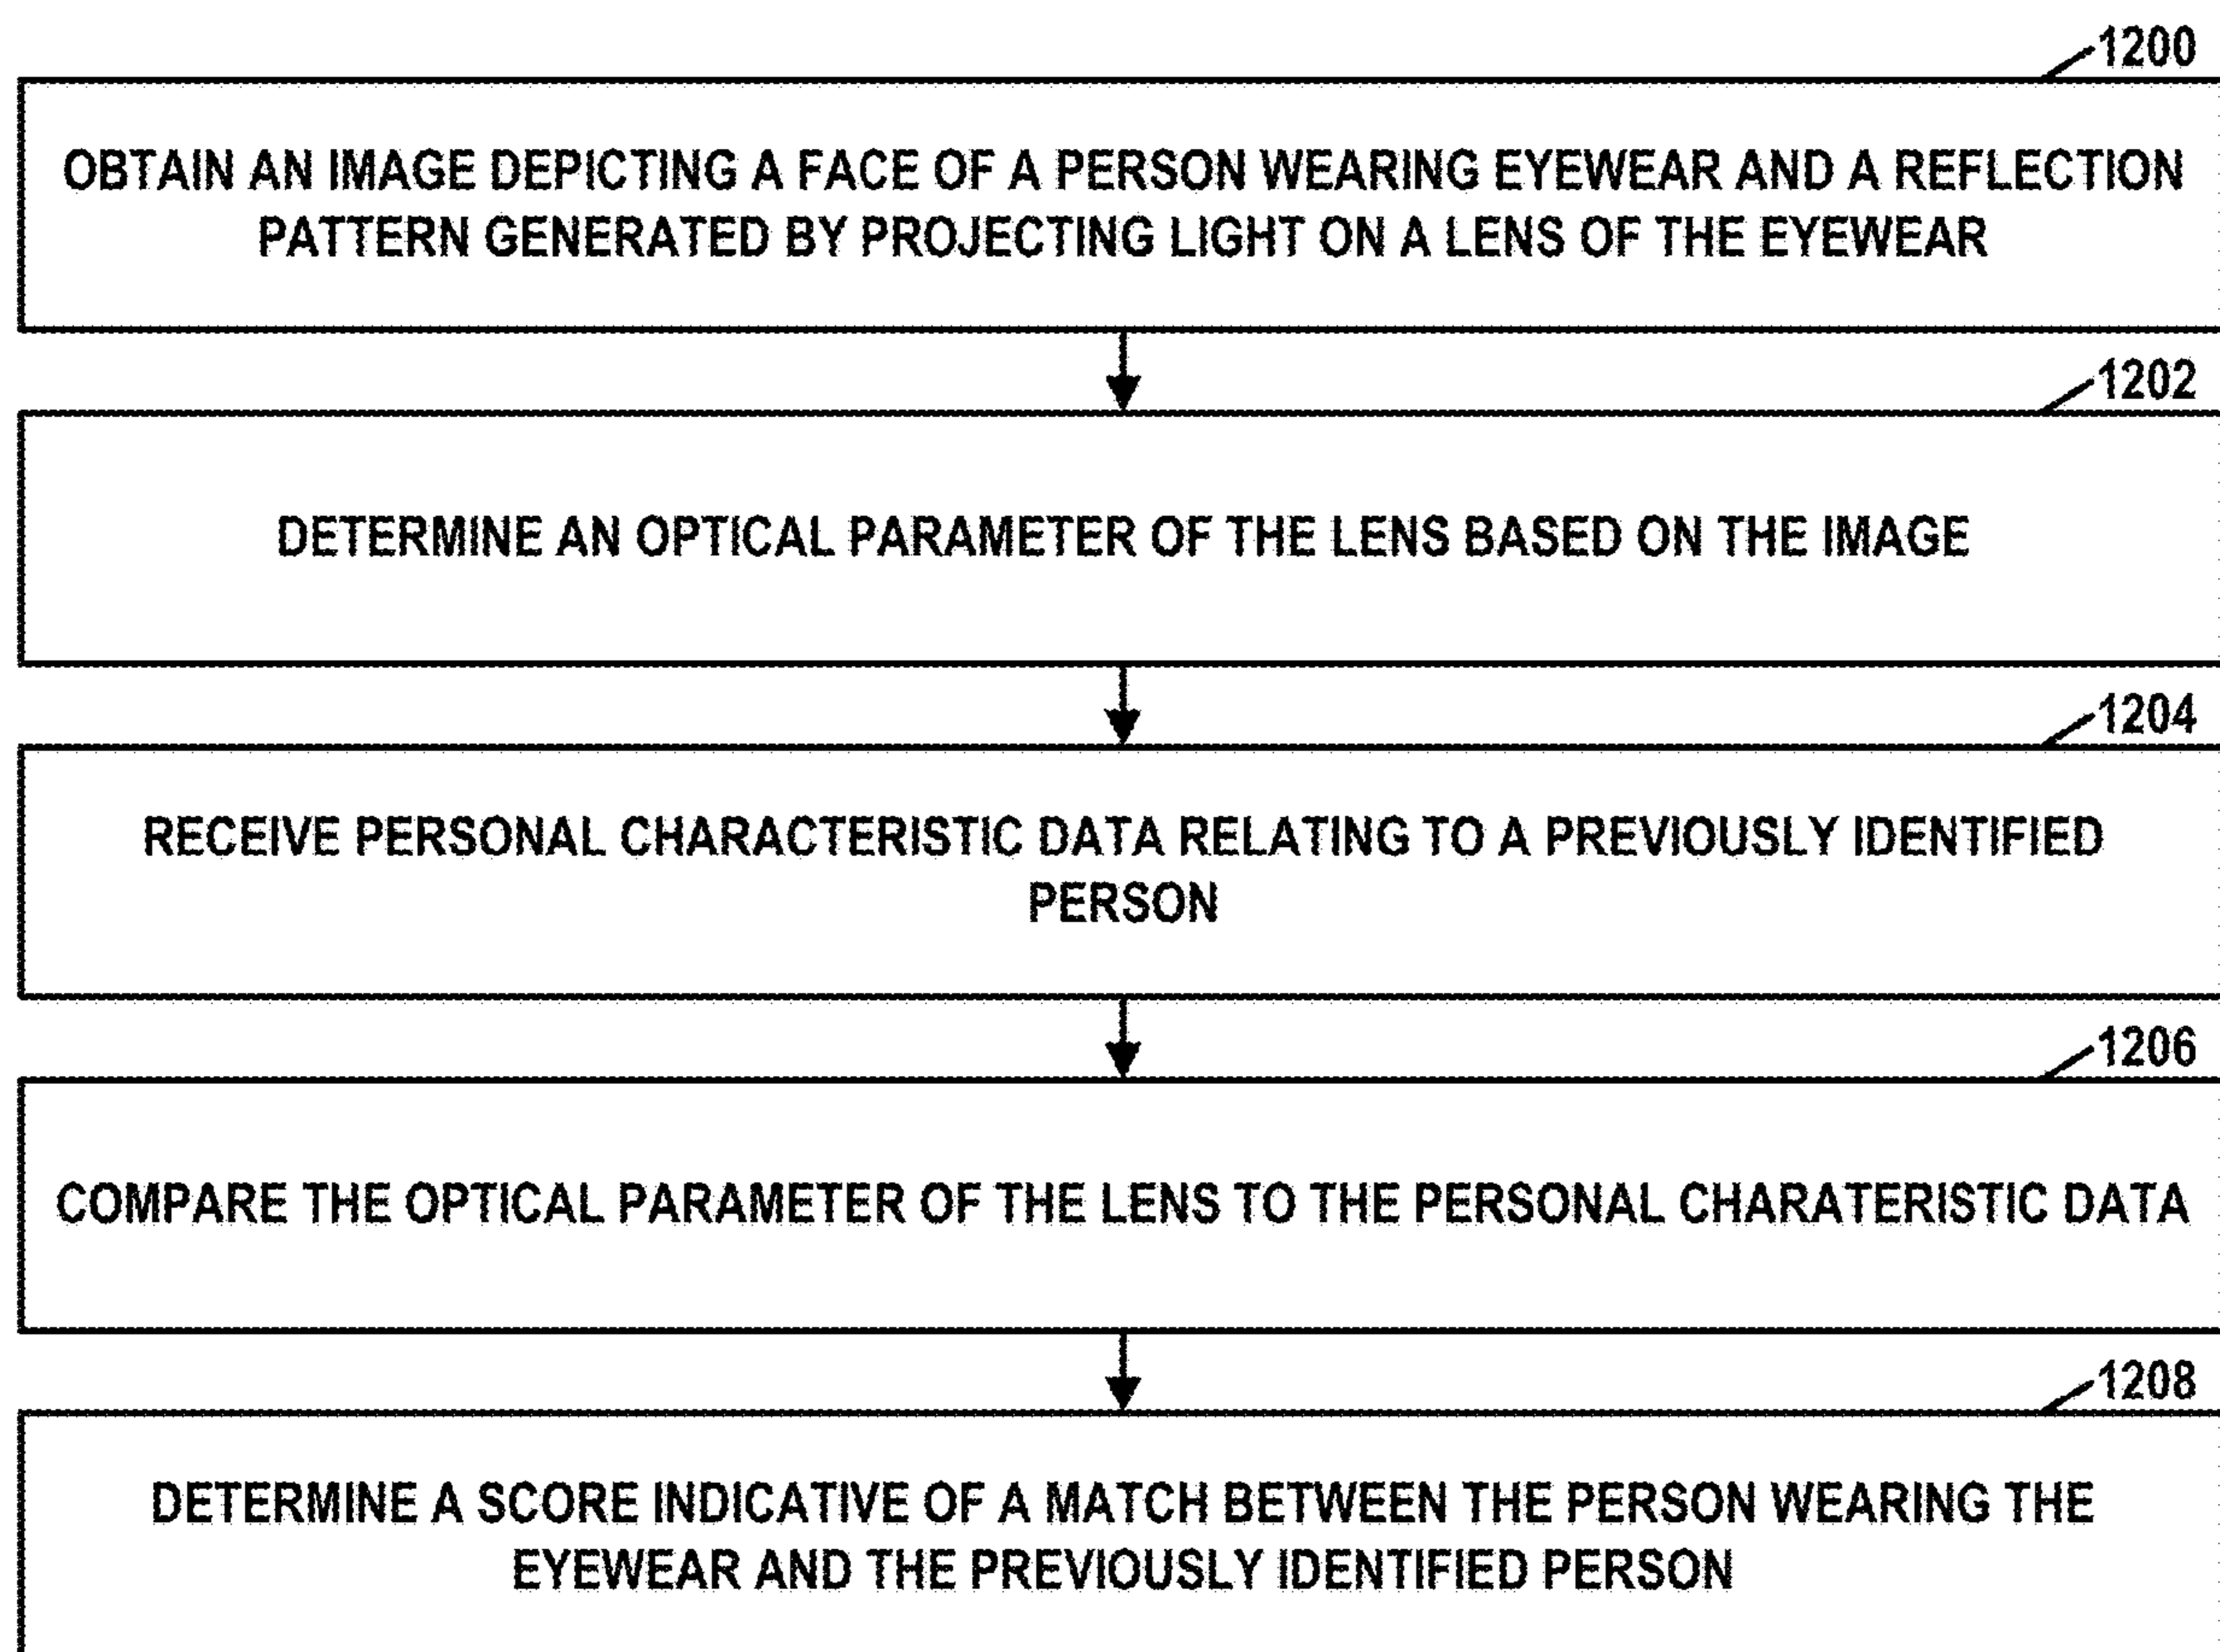 1200
OBTAIN AN IMAGE DEPICTING A FACE OF A PERSON WEARING EYEWEAR AND A REFLECTION
PATTERN GENERATED BY PROJECTING LIGHT ON A LENS OF THE EYEWEAR
1202
DETERMINE AN OPTICAL PARAMETER OF THE LENS BASED ON THE IMAGE
1204
RECEIVE PERSONAL CHARACTERISTIC DATA RELATING TO A PREVIOUSLY IDENTIFIED
PERSON
1206
COMPARE THE OPTICAL PARAMETER OF THE LENS TO THE PERSONAL CHARATERISTIC DATA
1208
DETERMINE A SCORE INDICATIVE OF A MATCH BETWEEN THE PERSON WEARING THE
EYEWEAR AND THE PREVIOUSLY IDENTIFIED PERSON